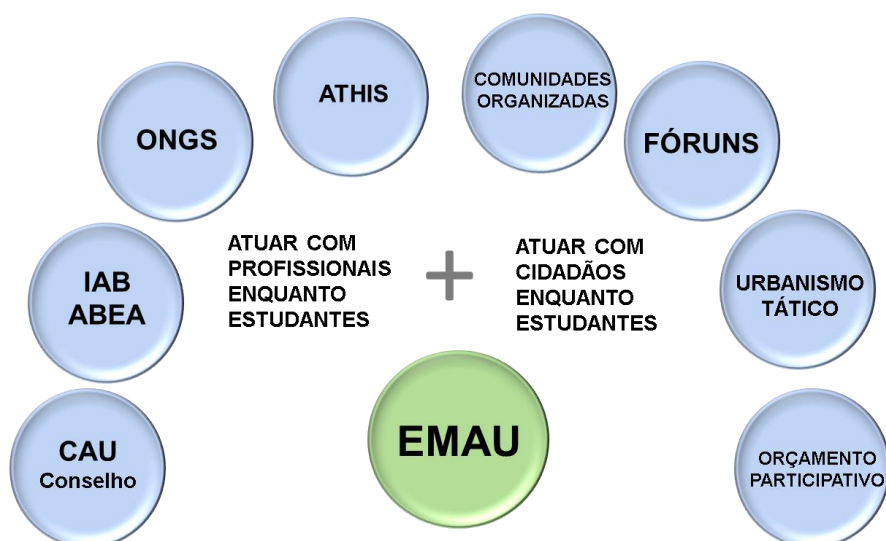 ATHIS
COMUNIDADES
ORGANIZADAS
ONGS
FÓRUNS
ATUAR COM
PROFISSIONAIS
ENQUANTO
ESTUDANTES
+
ATUAR COM
CIDADÃOS
ENQUANTO
ESTUDANTES
IAB
ABEA
URBANISMO
TÁTICO
EMAU
CAU
Conselho
ORÇAMENTO
PARTICIPATIVO